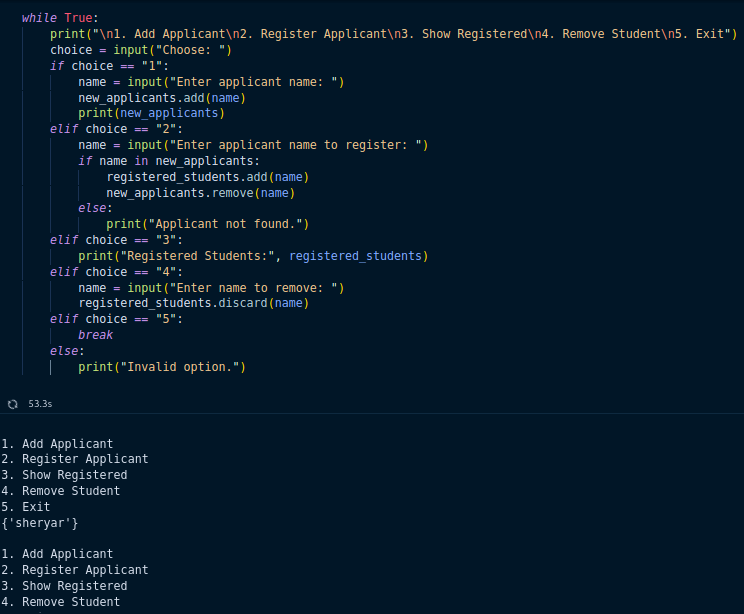 while True:
    print("\n1. Add Applicant\n2. Register Applicant\n3. Show Registered\n4. Remove Student\n5. Exit")
    choice = input("Choose: ")
    if choice == "1":
        name = input("Enter applicant name: ")
        new_applicants.add(name)
        print(new_applicants)
    elif choice == "2":
        name = input("Enter applicant name to register: ")
        if name in new_applicants:
            registered_students.add(name)
            new_applicants.remove(name)
        else:
            print("Applicant not found.")
    elif choice == "3":
        print("Registered Students:", registered_students)
    elif choice == "4":
        name = input("Enter name to remove: ")
        registered_students.discard(name)
    elif choice == "5":
        break
    else:
        print("Invalid option.")
53.3s
1. Add Applicant
2. Register Applicant
3. Show Registered
4. Remove Student
5. Exit
{'sheryar'}
1. Add Applicant
2. Register Applicant
3. Show Registered
4. Remove Student